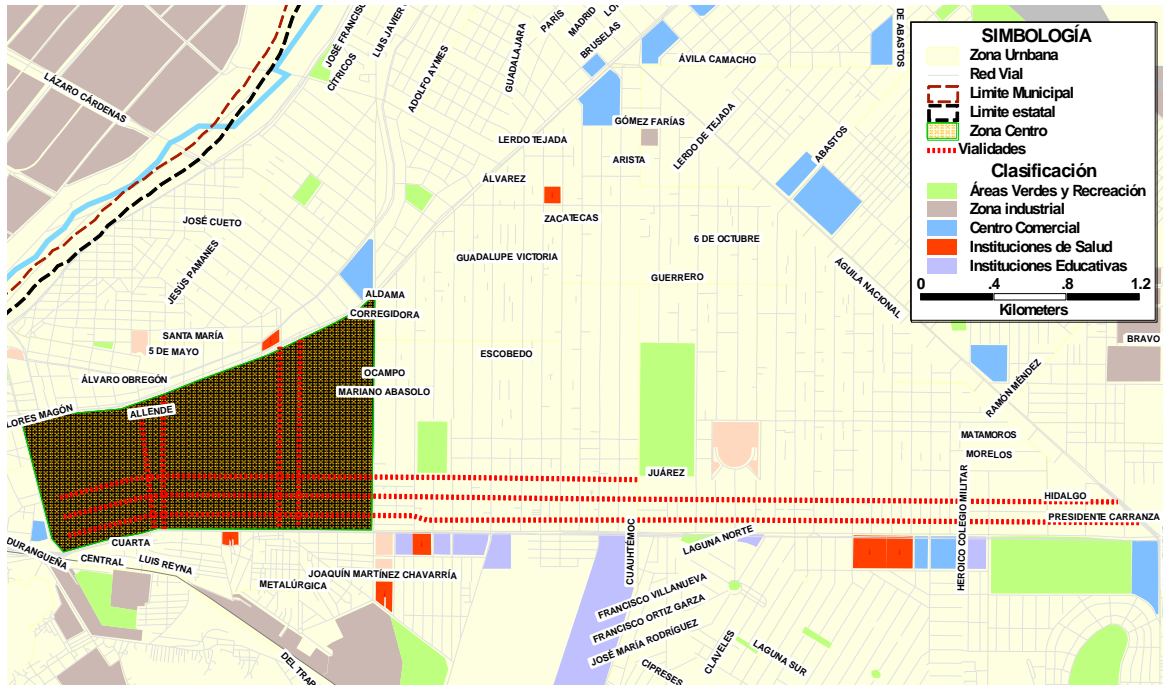 JOSÉ FRANCISC
CÍTRICOS
LUIS JAVIER
ADOLFO AYMES
GUADALAJARA
PARÍS
MADRID
LO
BRUSELAS
ÁVILA CAMACHO
DE ABASTOS
LÁZARO CÁRDENAS
GÓMEZ FARÍAS
LERDO DE TEJADA
ABASTOS
LERDO TEJADA
ARISTA
ÁLVAREZ
ZACATECAS
JOSÉ CUETO
JESÚS PAMANES
GUADALUPE VICTORIA
6 DE OCTUBRE
GUERRERO
ÁGUILA NACIONAL
ALDAMA
CORREGIDORA
SANTA MARÍA
5 DE MAYO
ESCOBEDO
BRAVO
ÁLVARO OBREGÓN
OCAMPO
MARIANO ABASOLO
RAMÓN MÉNDEZ
LORES MAGÓN
ALLENDE
MATAMOROS
MORELOS
JUÁREZ
HIDALGO
PRESIDENTE CARRANZA
HEROICO COLEGIO MILITAR
CUAUHTÉMOC
LAGUNA NORTE
DURANGUEÑA
CUARTA
CENTRAL
LUIS REYNA
METALÚRGICA
JOAQUÍN MARTÍNEZ CHAVARRÍA
FRANCISCO VILLANUEVA
FRANCISCO ORTIZ GARZA
JOSÉ MARÍA RODRÍGUEZ
CIPRESES
CLAVELES
LAGUNA SUR
DEL TRAP
SIMBOLOGÍA
Zona Urnbana
Red Vial
Limite Municipal
Limite estatal
Zona Centro
Vialidades
Clasificación
Áreas Verdes y Recreación
Zona industrial
Centro Comercial
Instituciones de Salud
Instituciones Educativas
0 .4 .8 1.2
Kilometers